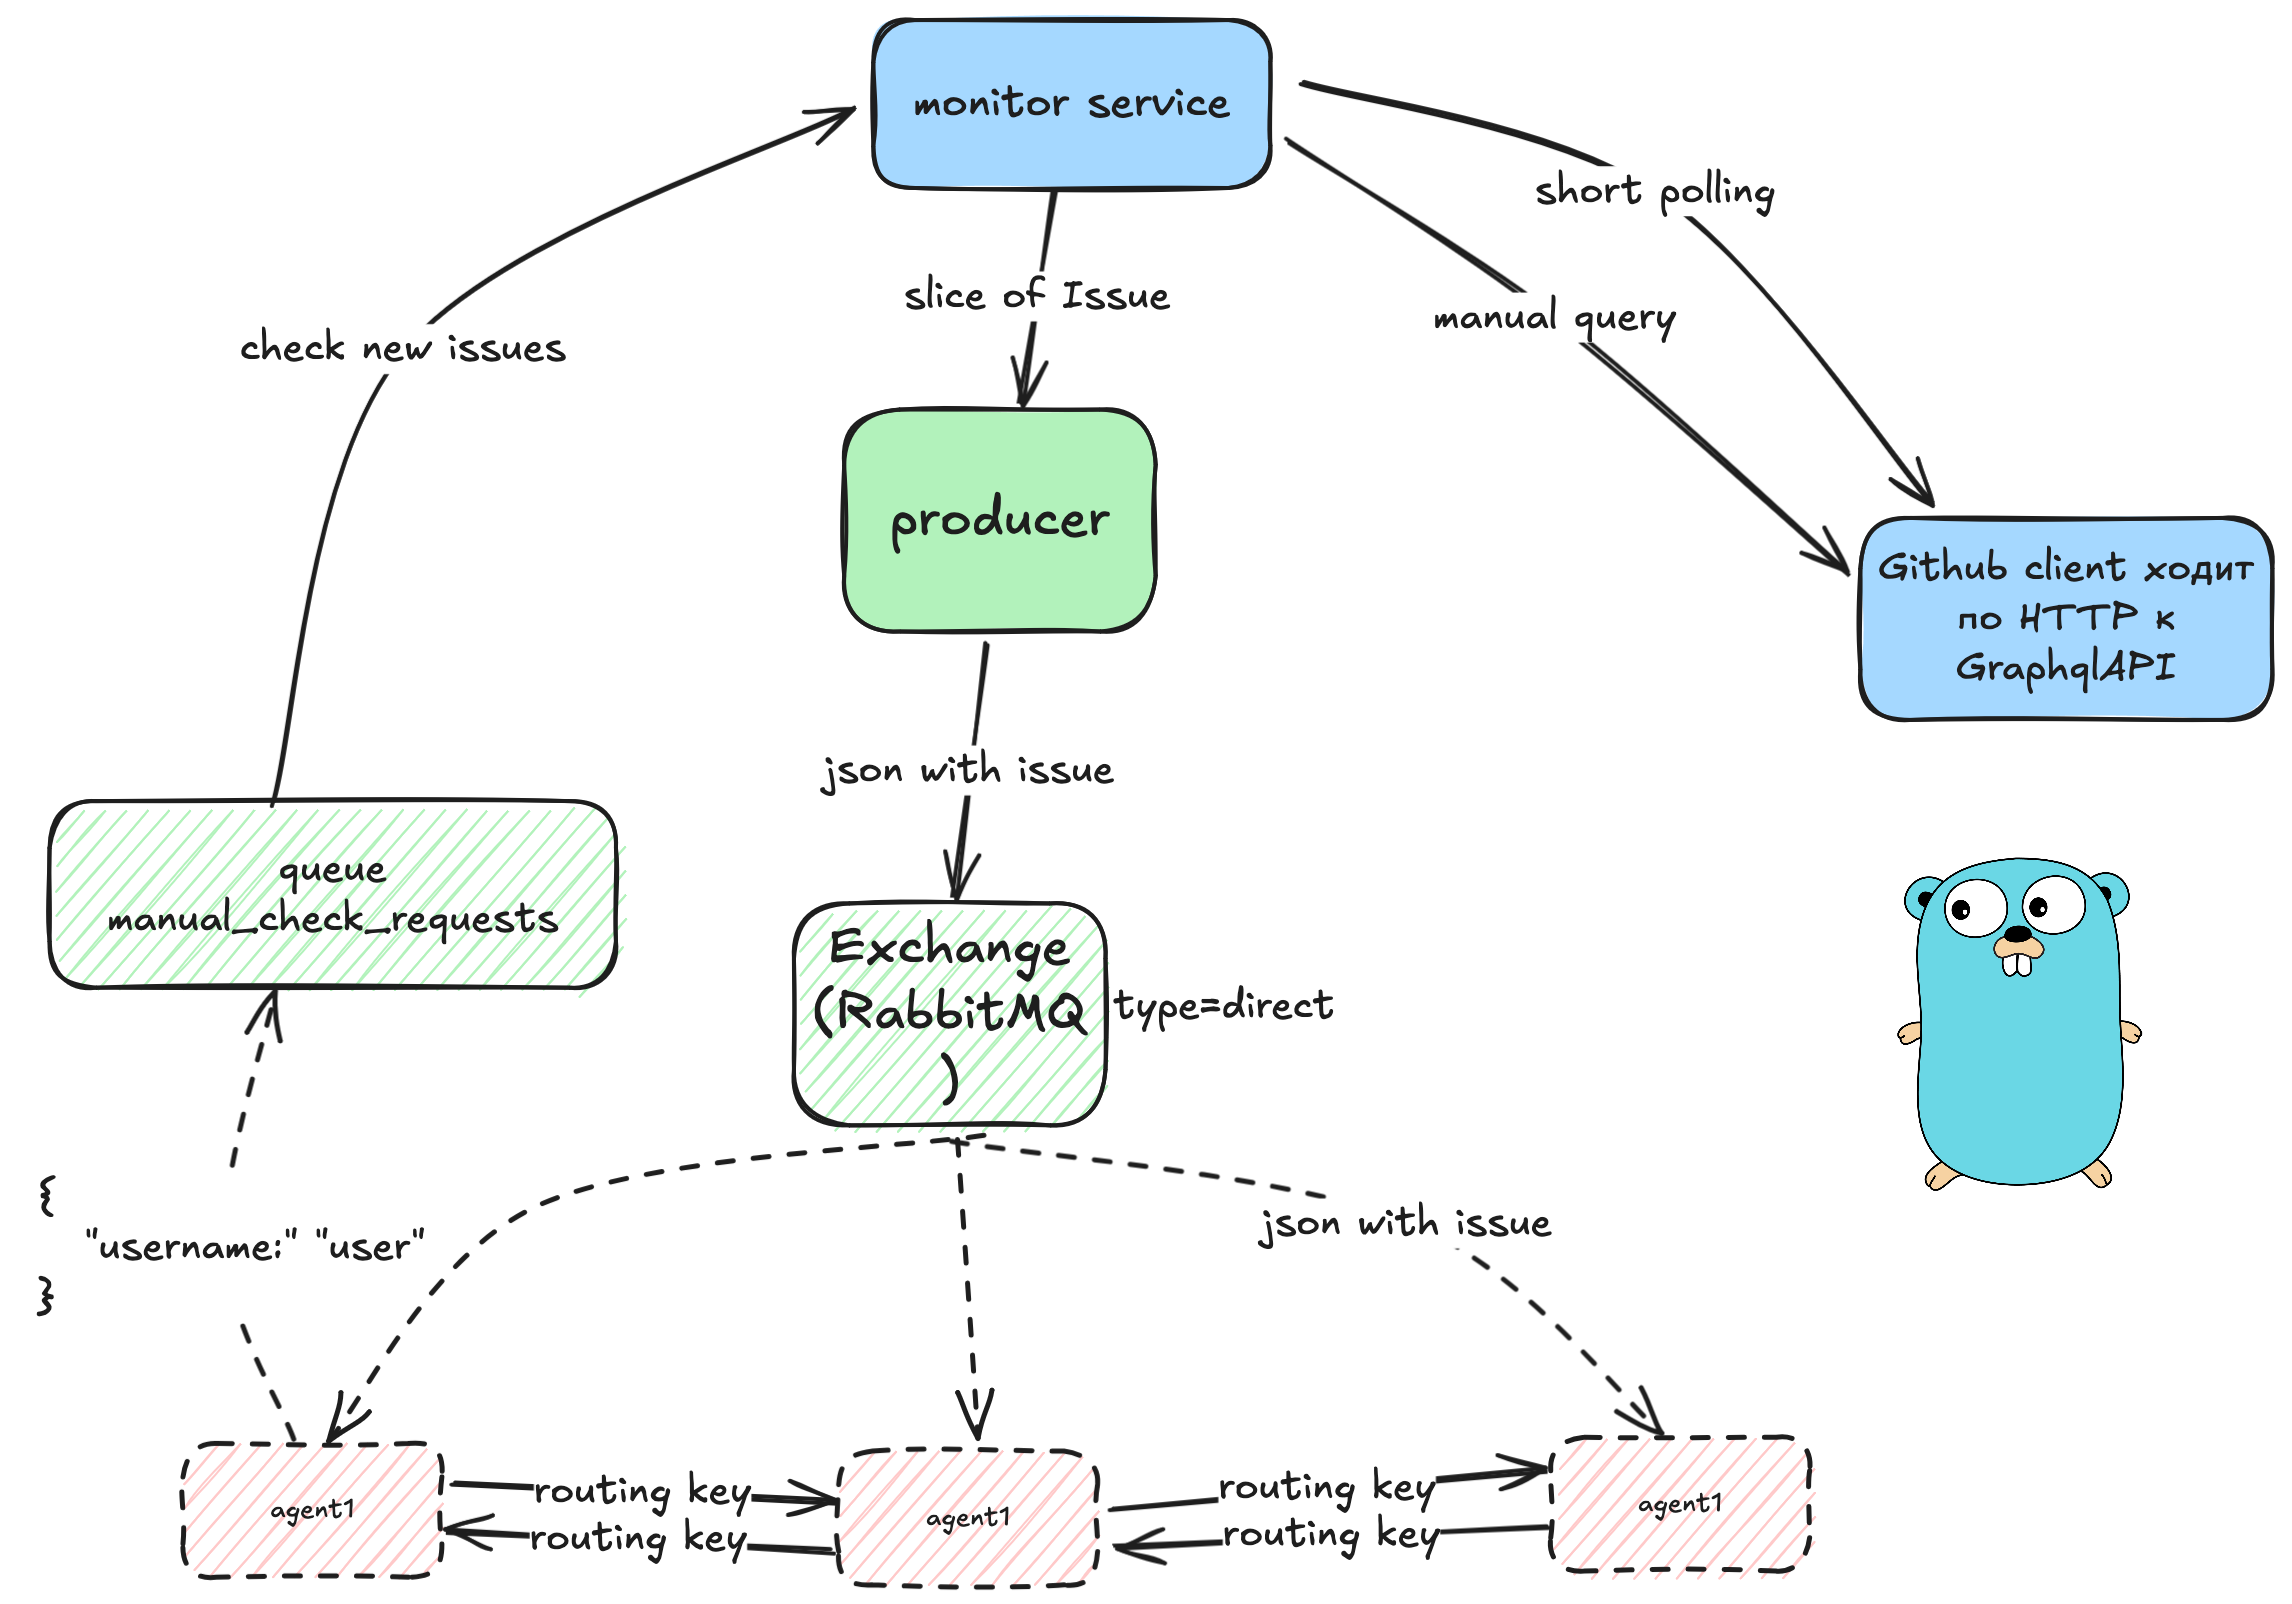 monitor service
short polling
slice of Issue
manual query
check new issues
producer
Github client ходит
по HTTP к
GraphqlAPI
json with issue
queue
manual_check_requests
Exchange
(RabbitMQ
)
type=direct
{
"username:" "user"
}
json with issue
agent1
routing key
routing key
agent1
routing key
routing key
agent1